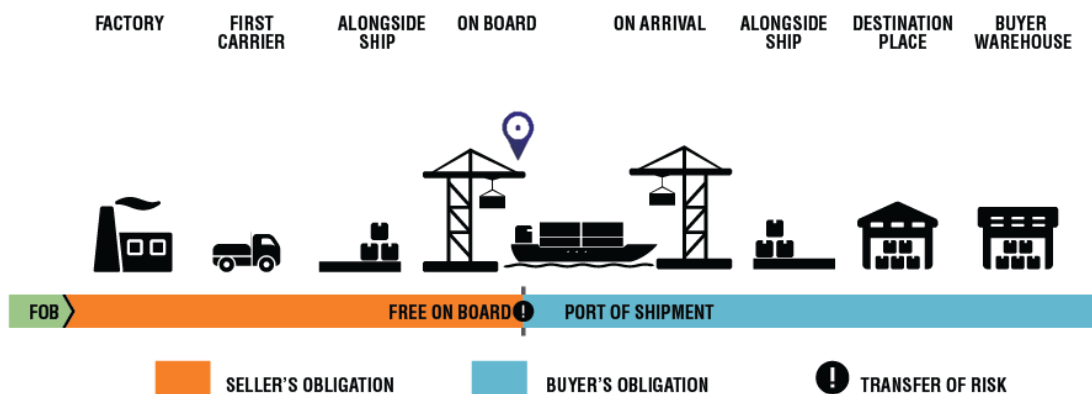 FACTORY
FIRST
CARRIER
ALONGSIDE
SHIP
ON BOARD
ON ARRIVAL
ALONGSIDE
SHIP
DESTINATION
PLACE
BUYER
WAREHOUSE
FOB
FREE ON BOARD
!
PORT OF SHIPMENT
SELLER'S OBLIGATION
BUYER'S OBLIGATION
!
TRANSFER OF RISK